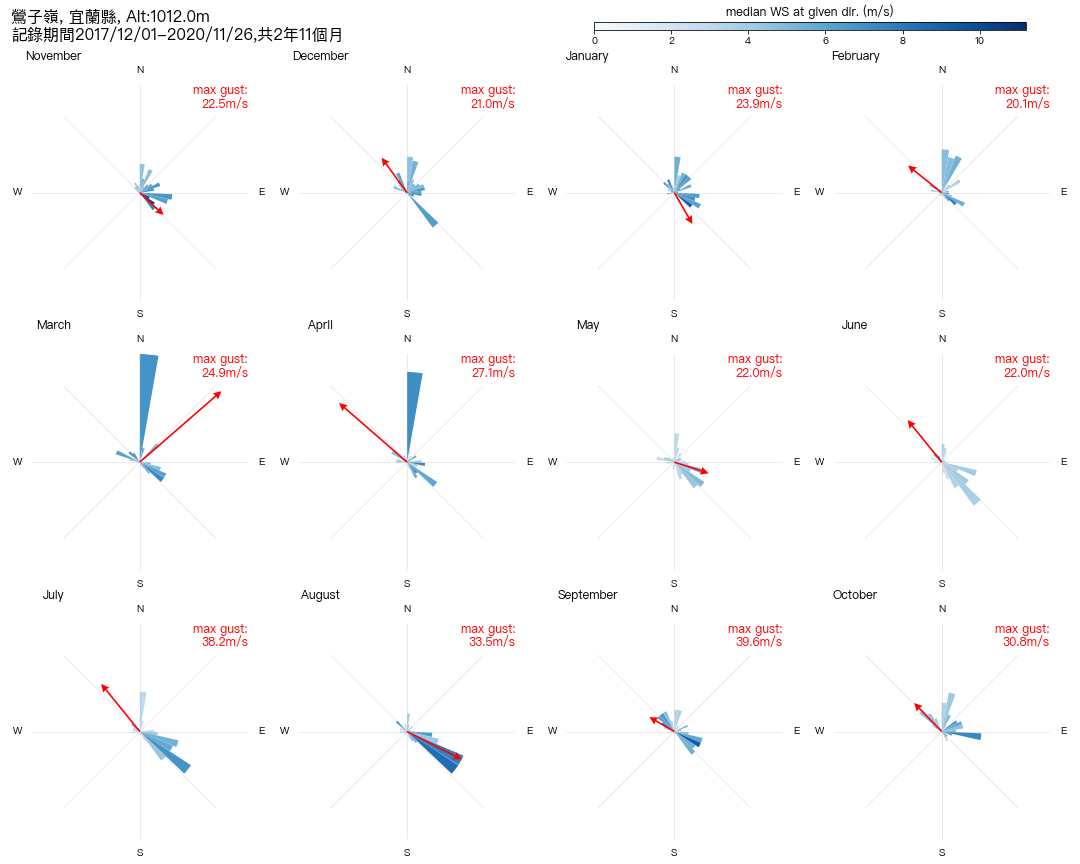 鶯子嶺, 宜蘭縣, Alt:1012.0m
記錄期間2017/12/01−2020/11/26,共2年11個月
median WS at given dir. (m/s)
0 2 4 6 8 10
November
N
max gust:
22.5m/s
W
E
S
December
N
max gust:
21.0m/s
W
E
S
January
N
max gust:
23.9m/s
W
E
S
February
N
max gust:
20.1m/s
W
E
S
March
N
max gust:
24.9m/s
W
E
S
April
N
max gust:
27.1m/s
W
E
S
May
N
max gust:
22.0m/s
W
E
S
June
N
max gust:
22.0m/s
W
E
S
July
N
max gust:
38.2m/s
W
E
S
August
N
max gust:
33.5m/s
W
E
S
September
N
max gust:
39.6m/s
W
E
S
October
N
max gust:
30.8m/s
W
E
S